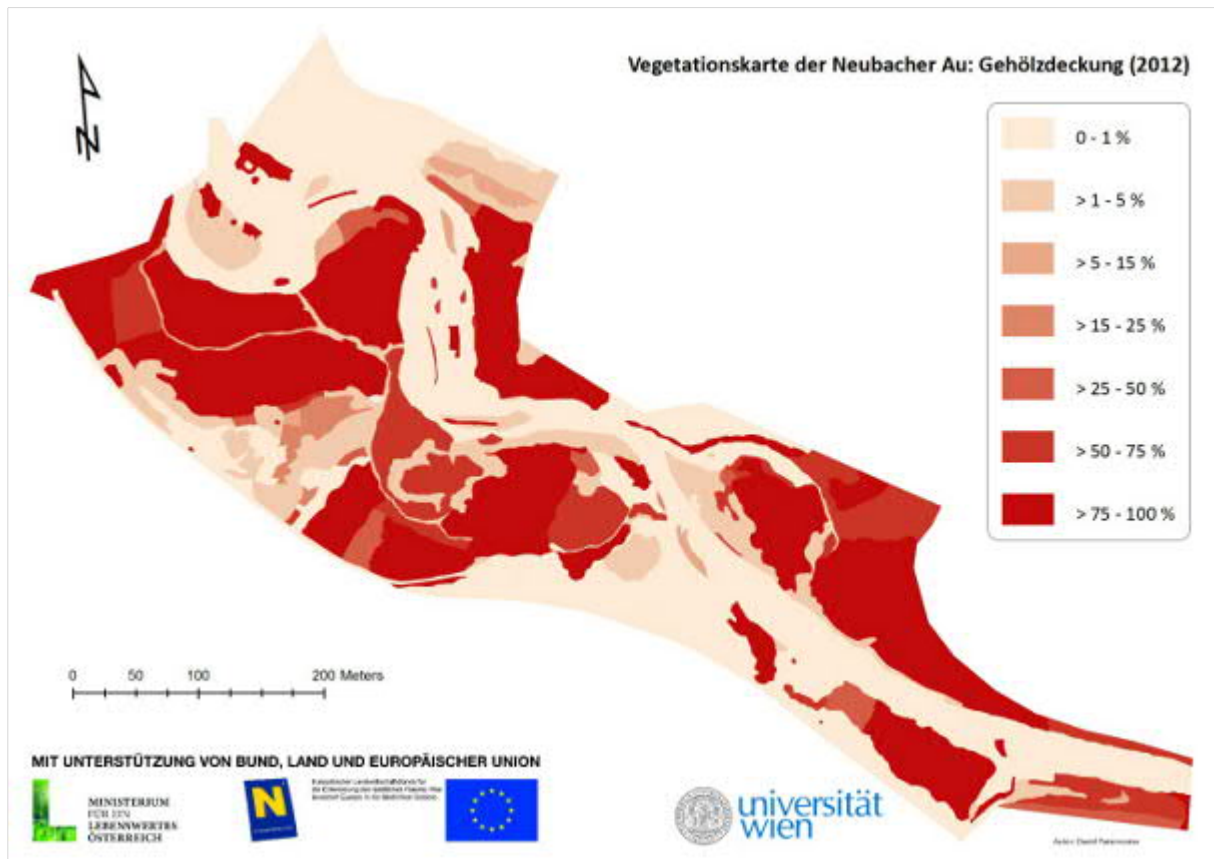 Vegetationskarte der Neubacher Au: Gehölzdeckung (2012)
N
0 - 1 %
> 1 - 5 %
> 5 - 15 %
> 15 - 25 %
> 25 - 50 %
> 50 - 75 %
> 75 - 100 %
0 50 100 200 Meters
MIT UNTERSTÜTZUNG VON BUND, LAND UND EUROPÄISCHER UNION
MINISTERIUM
FÜR EIN
LEBENSWERTES
ÖSTERREICH
N
universität
wien